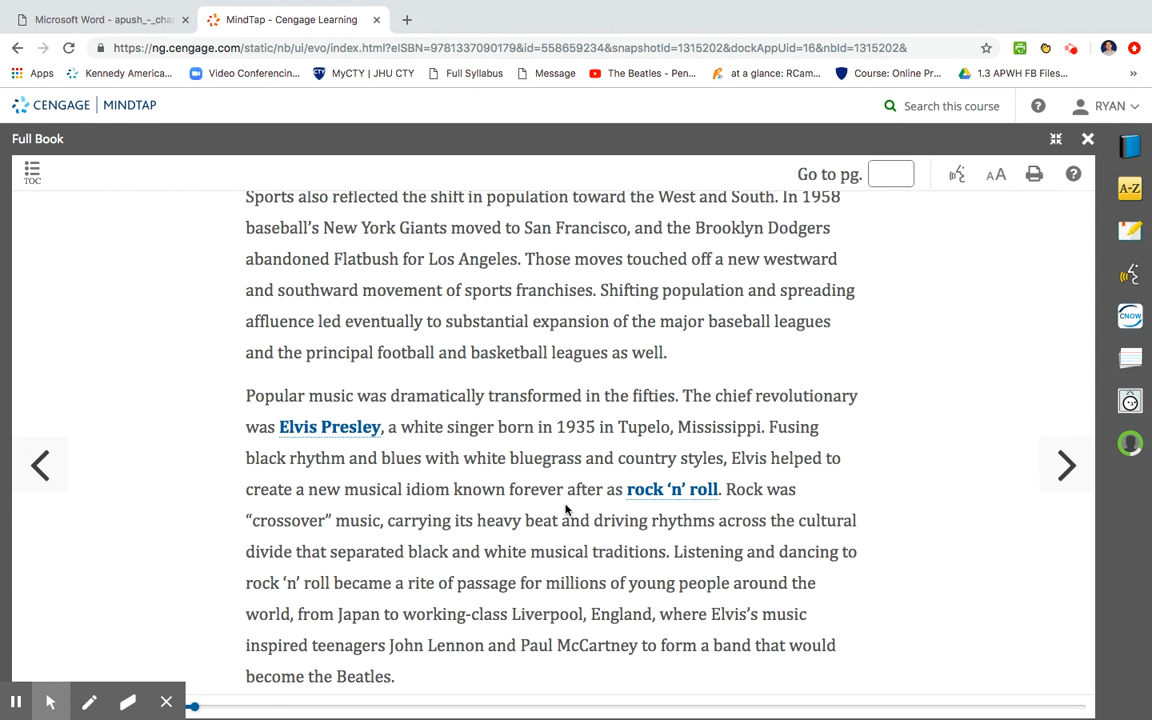 Microsoft Word - apush_-_cha
MindTap - Cengage Learning
https://ng.cengage.com/static/nb/ui/evo/index.html?eISBN=9781337090179&id=558659234&snapshotId=1315202&dockAppUid=16&nbId=1315202&
Apps
Kennedy America...
Video Conferencin...
CTY
MyCTY | JHU CTY
Full Syllabus
Message
The Beatles - Pen...
at a glance: RCam...
Course: Online Pr...
1.3 APWH FB Files...
»
CENGAGE | MINDTAP
Search this course
RYAN
Full Book
TOC
Go to pg.
AA
A-Z
CNOW
Sports also reflected the shift in population toward the West and South. In 1958
baseball's New York Giants moved to San Francisco, and the Brooklyn Dodgers
abandoned Flatbush for Los Angeles. Those moves touched off a new westward
and southward movement of sports franchises. Shifting population and spreading
affluence led eventually to substantial expansion of the major baseball leagues
and the principal football and basketball leagues as well.
Popular music was dramatically transformed in the fifties. The chief revolutionary
was Elvis Presley, a white singer born in 1935 in Tupelo, Mississippi. Fusing
black rhythm and blues with white bluegrass and country styles, Elvis helped to
create a new musical idiom known forever after as rock ‘n’ roll. Rock was
“crossover” music, carrying its heavy beat and driving rhythms across the cultural
divide that separated black and white musical traditions. Listening and dancing to
rock ‘n’ roll became a rite of passage for millions of young people around the
world, from Japan to working-class Liverpool, England, where Elvis’s music
inspired teenagers John Lennon and Paul McCartney to form a band that would
become the Beatles.